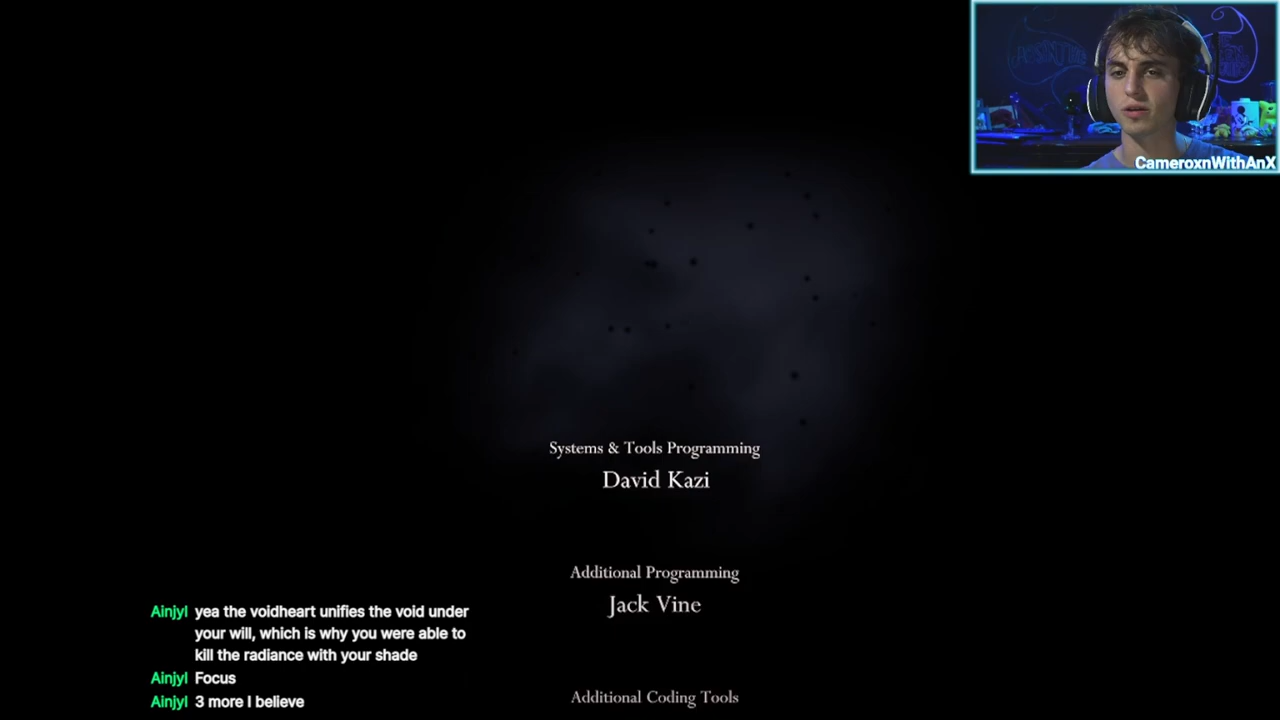 CameroxnWithAnX
Systems & Tools Programming
David Kazi
Additional Programming
Jack Vine
Additional Coding Tools
Ainjyl yea the voidheart unifies the void under
your will, which is why you were able to
kill the radiance with your shade
Ainjyl Focus
Ainjyl 3 more I believe